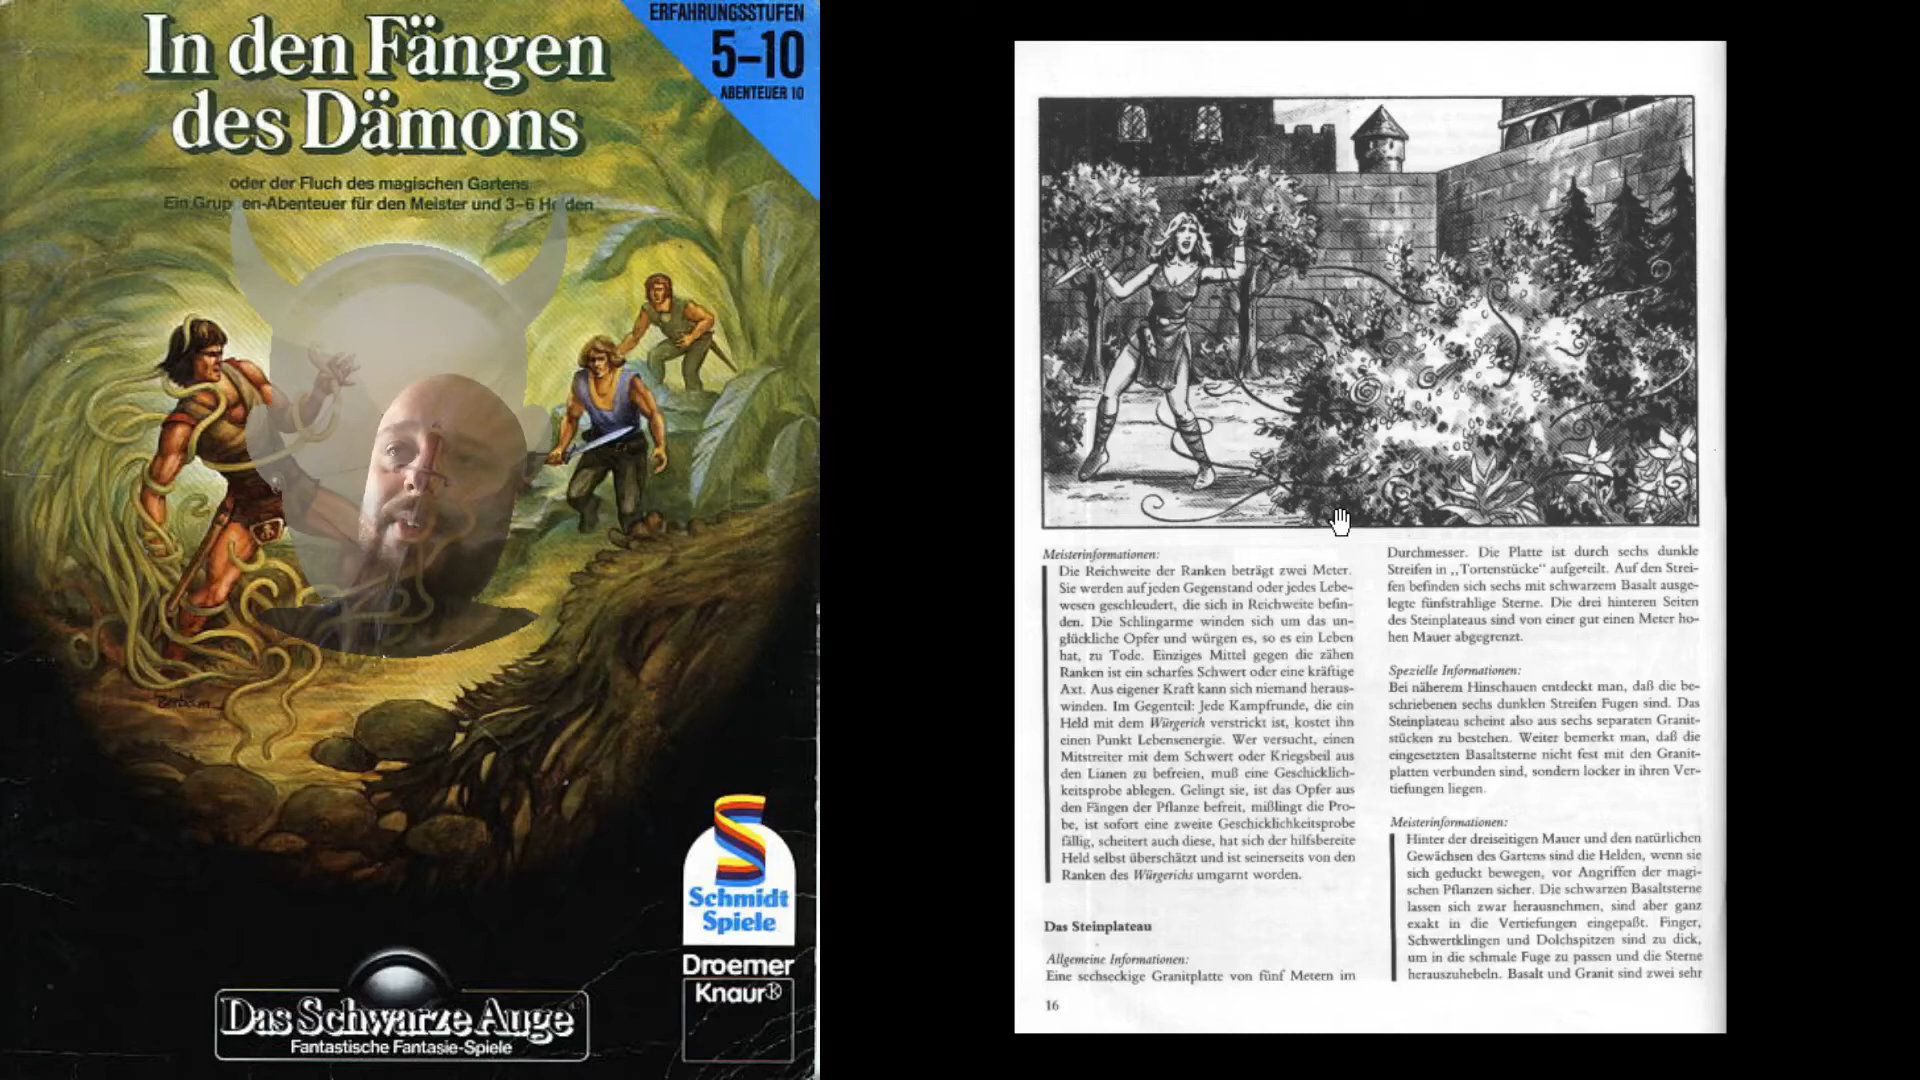 In den Fängen
des Dämons
oder der Fluch des magischen Gartens
Ein Grup en-Abenteuer für den Meister und 3–6 He den
ERFAHRUNGSSTUFEN
5–10
ABENTEUER 10
Schmidt
Spiele
Droemer
Knaur®
Das Schwarze Auge
Fantastische Fantasie-Spiele
Meisterinformationen:
Die Reichweite der Ranken beträgt zwei Meter.
Sie werden auf jeden Gegenstand oder jedes Lebe-
wesen geschleudert, die sich in Reichweite befin-
den. Die Schlingarme winden sich um das un-
glückliche Opfer und würgen es, so es ein Leben
hat, zu Tode. Einziges Mittel gegen die zähen
Ranken ist ein scharfes Schwert oder eine kräftige
Axt. Aus eigener Kraft kann sich niemand heraus-
winden. Im Gegenteil: Jede Kampfrunde, die ein
Held mit dem Würgerich verstrickt ist, kostet ihn
einen Punkt Lebensenergie. Wer versucht, einen
Mitstreiter mit dem Schwert oder Kriegsbeil aus
den Lianen zu befreien, muß eine Geschicklich-
keitsprobe ablegen. Gelingt sie, ist das Opfer aus
den Fängen der Pflanze befreit, mißlingt die Pro-
be, ist sofort eine zweite Geschicklichkeitsprobe
fällig, scheitert auch diese, hat sich der hilfsbereite
Held selbst überschätzt und ist seinerseits von den
Ranken des Würgerichs umgarnt worden.
Das Steinplateau
Allgemeine Informationen:
Eine sechseckige Granitplatte von fünf Metern im
16
Durchmesser. Die Platte ist durch sechs dunkle
Streifen in „Tortenstücke“ aufgeteilt. Auf den Strei-
fen befinden sich sechs mit schwarzem Basalt ausge-
legte fünfstrahlige Sterne. Die drei hinteren Seiten
des Steinplateaus sind von einer gut einen Meter ho-
hen Mauer abgegrenzt.
Spezielle Informationen:
Bei näherem Hinschauen entdeckt man, daß die be-
schriebenen sechs dunklen Streifen Fugen sind. Das
Steinplateau scheint also aus sechs separaten Granit-
stücken zu bestehen. Weiter bemerkt man, daß die
eingesetzten Basaltsterne nicht fest mit den Granit-
platten verbunden sind, sondern locker in ihren Ver-
tiefungen liegen.
Meisterinformationen:
Hinter der dreiseitigen Mauer und den natürlichen
Gewächsen des Gartens sind die Helden, wenn sie
sich geduckt bewegen, vor Angriffen der magi-
schen Pflanzen sicher. Die schwarzen Basaltsterne
lassen sich zwar herausnehmen, sind aber ganz
exakt in die Vertiefungen eingepaßt. Finger,
Schwertklingen und Dolchspitzen sind zu dick,
um in die schmale Fuge zu passen und die Sterne
herauszuhebeln. Basalt und Granit sind zwei sehr